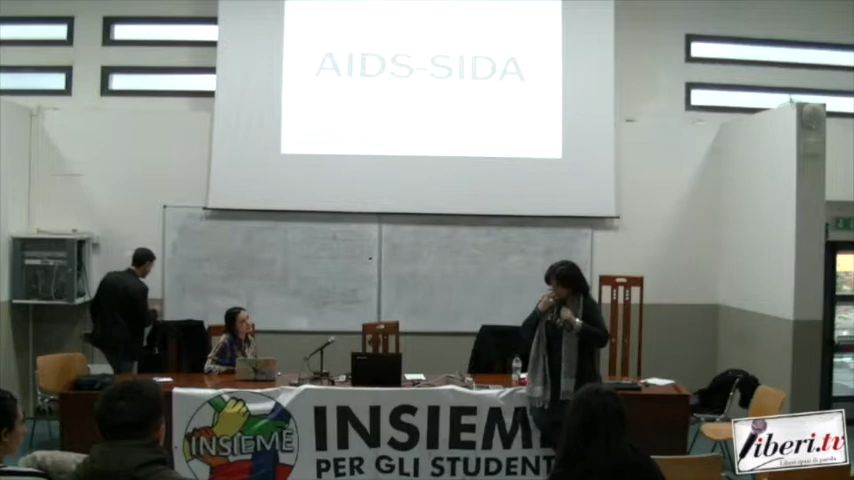 AIDS-SIDA
INSIEME
INSIEM
PER GLI STUDENT
liberi.tv